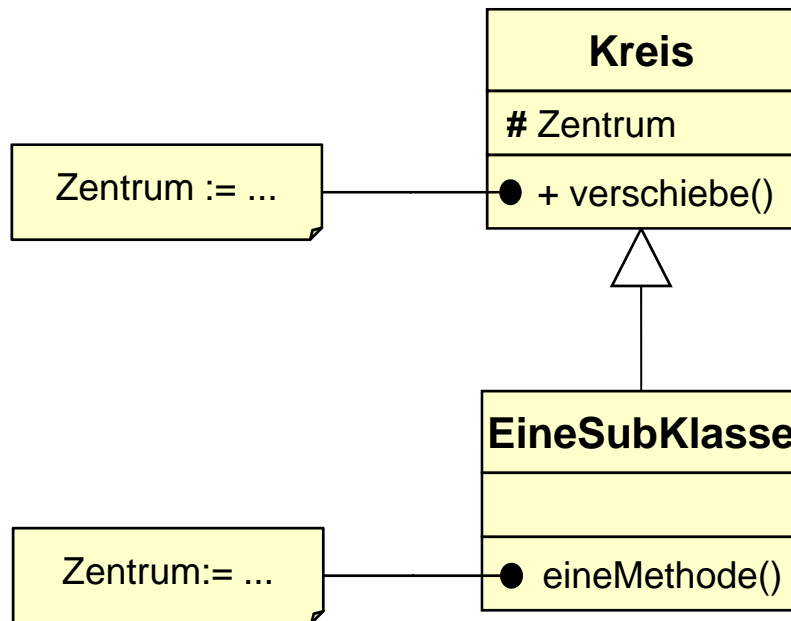 Kreis
# Zentrum
Zentrum := ...
+ verschiebe()
EineSubKlasse
Zentrum:= ...
eineMethode()